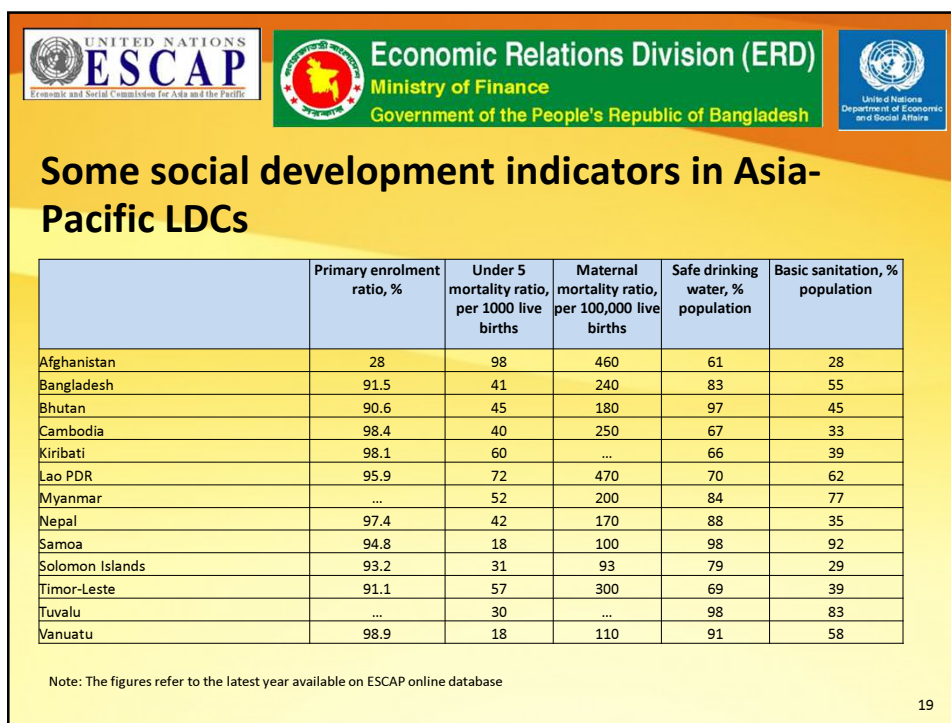 UNITED NATIONS
ESCAP
Economic and Social Commission for Asia and the Pacific
Economic Relations Division (ERD)
Ministry of Finance
Government of the People's Republic of Bangladesh
United Nations
Department of Economic
and Social Affairs
Some social development indicators in Asia-
Pacific LDCs
Primary enrolment ratio, % Under 5 mortality ratio, per 1000 live births Maternal mortality ratio, per 100,000 live births Safe drinking water, % population Basic sanitation, % population
Afghanistan 28 98 460 61 28
Bangladesh 91.5 41 240 83 55
Bhutan 90.6 45 180 97 45
Cambodia 98.4 40 250 67 33
Kiribati 98.1 60 ... 66 39
Lao PDR 95.9 72 470 70 62
Myanmar ... 52 200 84 77
Nepal 97.4 42 170 88 35
Samoa 94.8 18 100 98 92
Solomon Islands 93.2 31 93 79 29
Timor-Leste 91.1 57 300 69 39
Tuvalu ... 30 ... 98 83
Vanuatu 98.9 18 110 91 58
Note: The figures refer to the latest year available on ESCAP online database
19